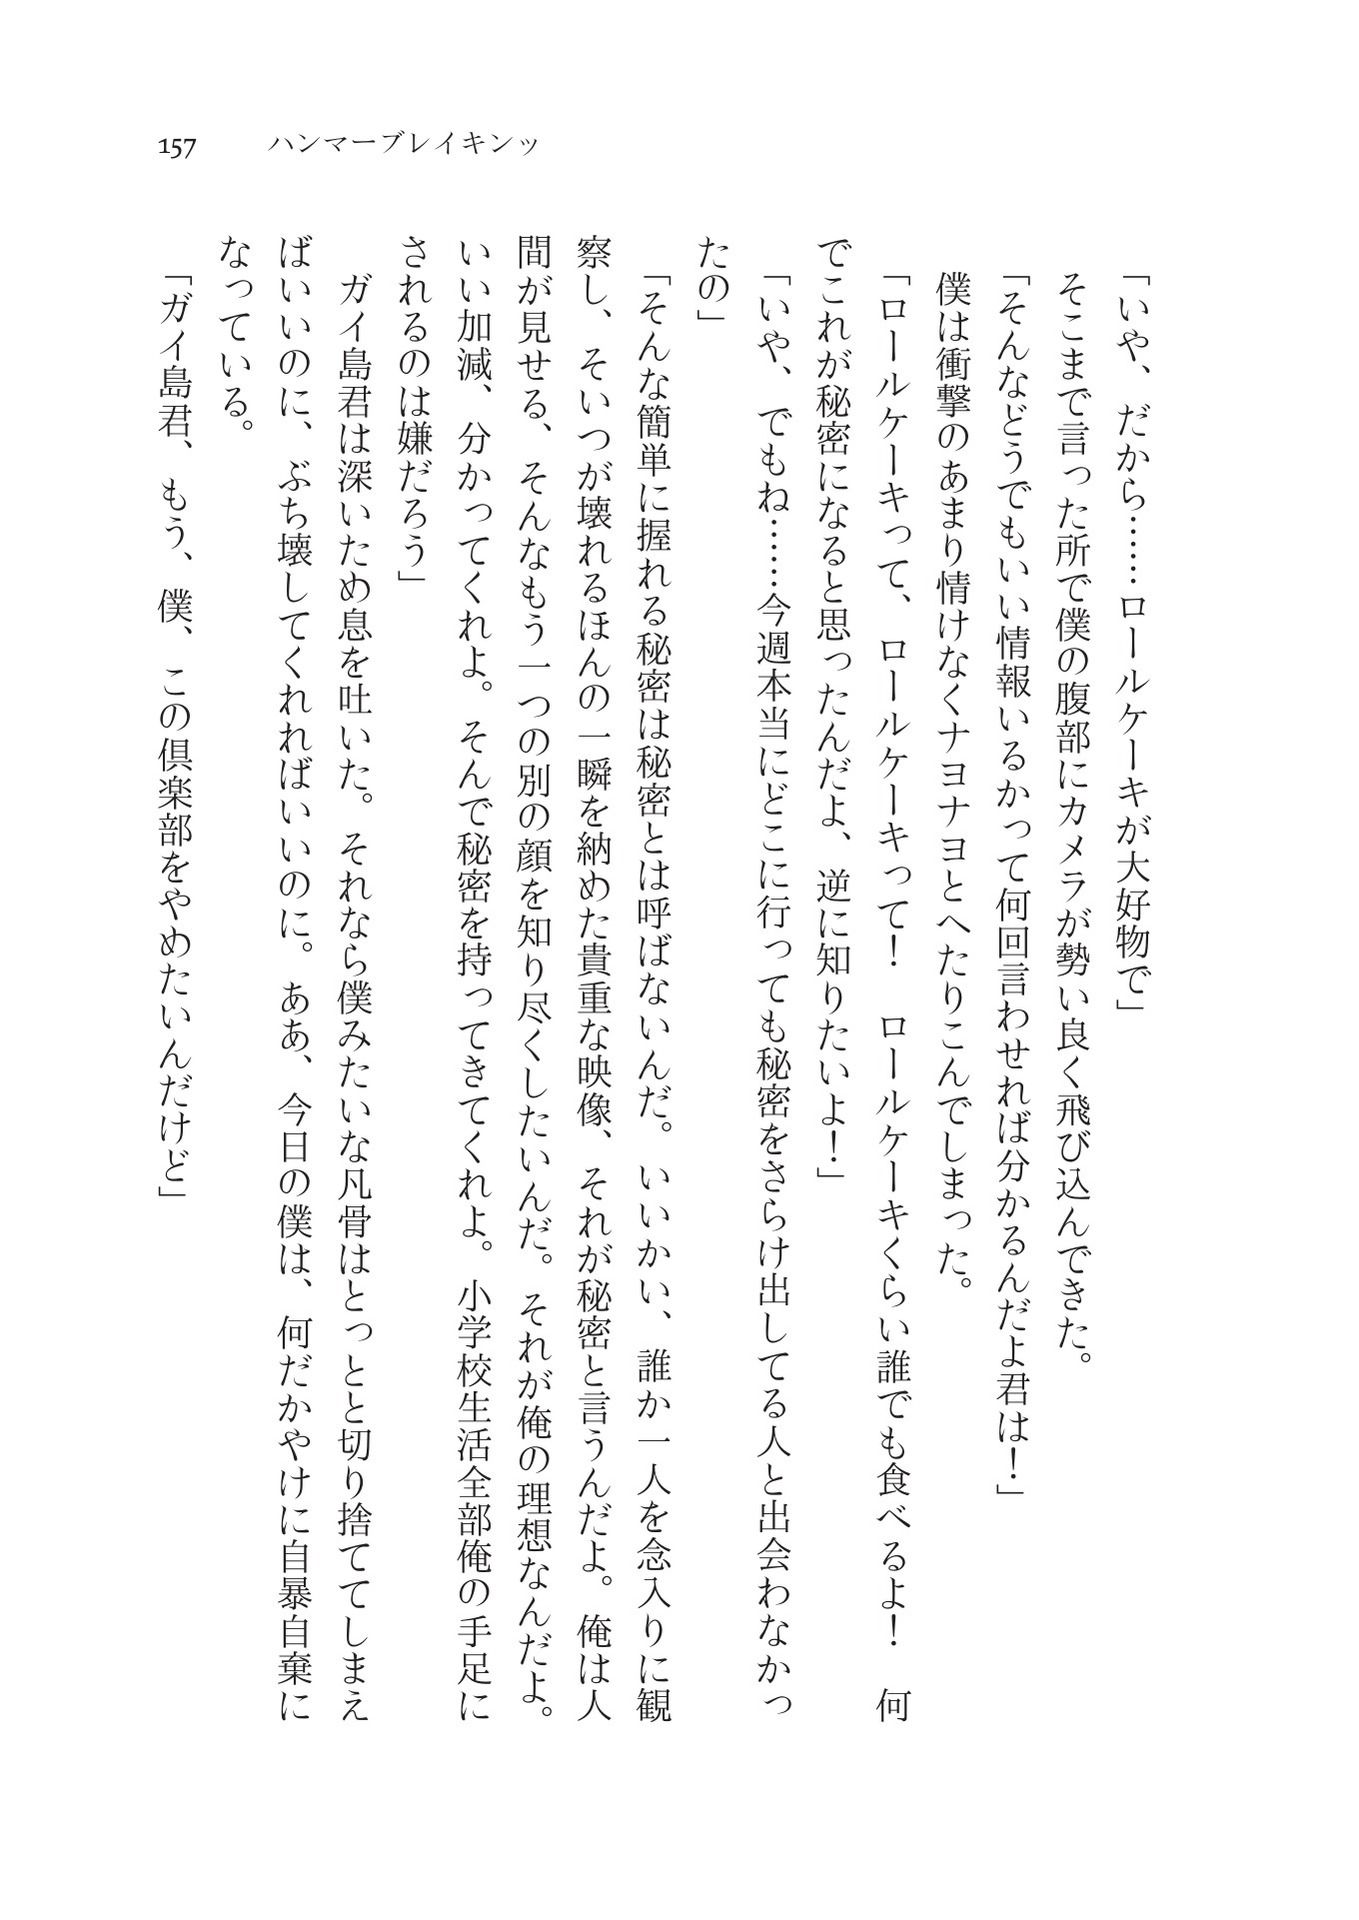 157　ハンマーブレイキンッ
「いや、だから……ロールケーキが大好物で」
そこまで言った所で僕の腹部にカメラが勢い良く飛び込んできた。
「そんなどうでもいい情報いるかって何回言わせれば分かるんだよ君は！」
僕は衝撃のあまり情けなくナヨナヨとへたりこんでしまった。
「ロールケーキって、ロールケーキって！　ロールケーキくらい誰でも食べるよ！　何
でこれが秘密になると思ったんだよ、逆に知りたいよ！」
「いや、でもね……今週本当にどこに行っても秘密をさらけ出してる人と出会わなかっ
たの」
「そんな簡単に握れる秘密は秘密とは呼ばないんだ。いいかい、誰か一人を念入りに観
察し、そいつが壊れるほんの一瞬を納めた貴重な映像、それが秘密と言うんだよ。俺は人
間が見せる、そんなもう一つの別の顔を知り尽くしたいんだ。それが俺の理想なんだよ。
いい加減、分かってくれよ。そんで秘密を持ってきてくれよ。小学校生活全部俺の手足に
されるのは嫌だろう」
ガイ島君は深いため息を吐いた。それなら僕みたいな凡骨はとっとと切り捨ててしまえ
ばいいのに、ぶち壊してくれればいいのに。ああ、今日の僕は、何だかやけに自暴自棄に
なっている。
「ガイ島君、もう、僕、この倶楽部をやめたいんだけど」